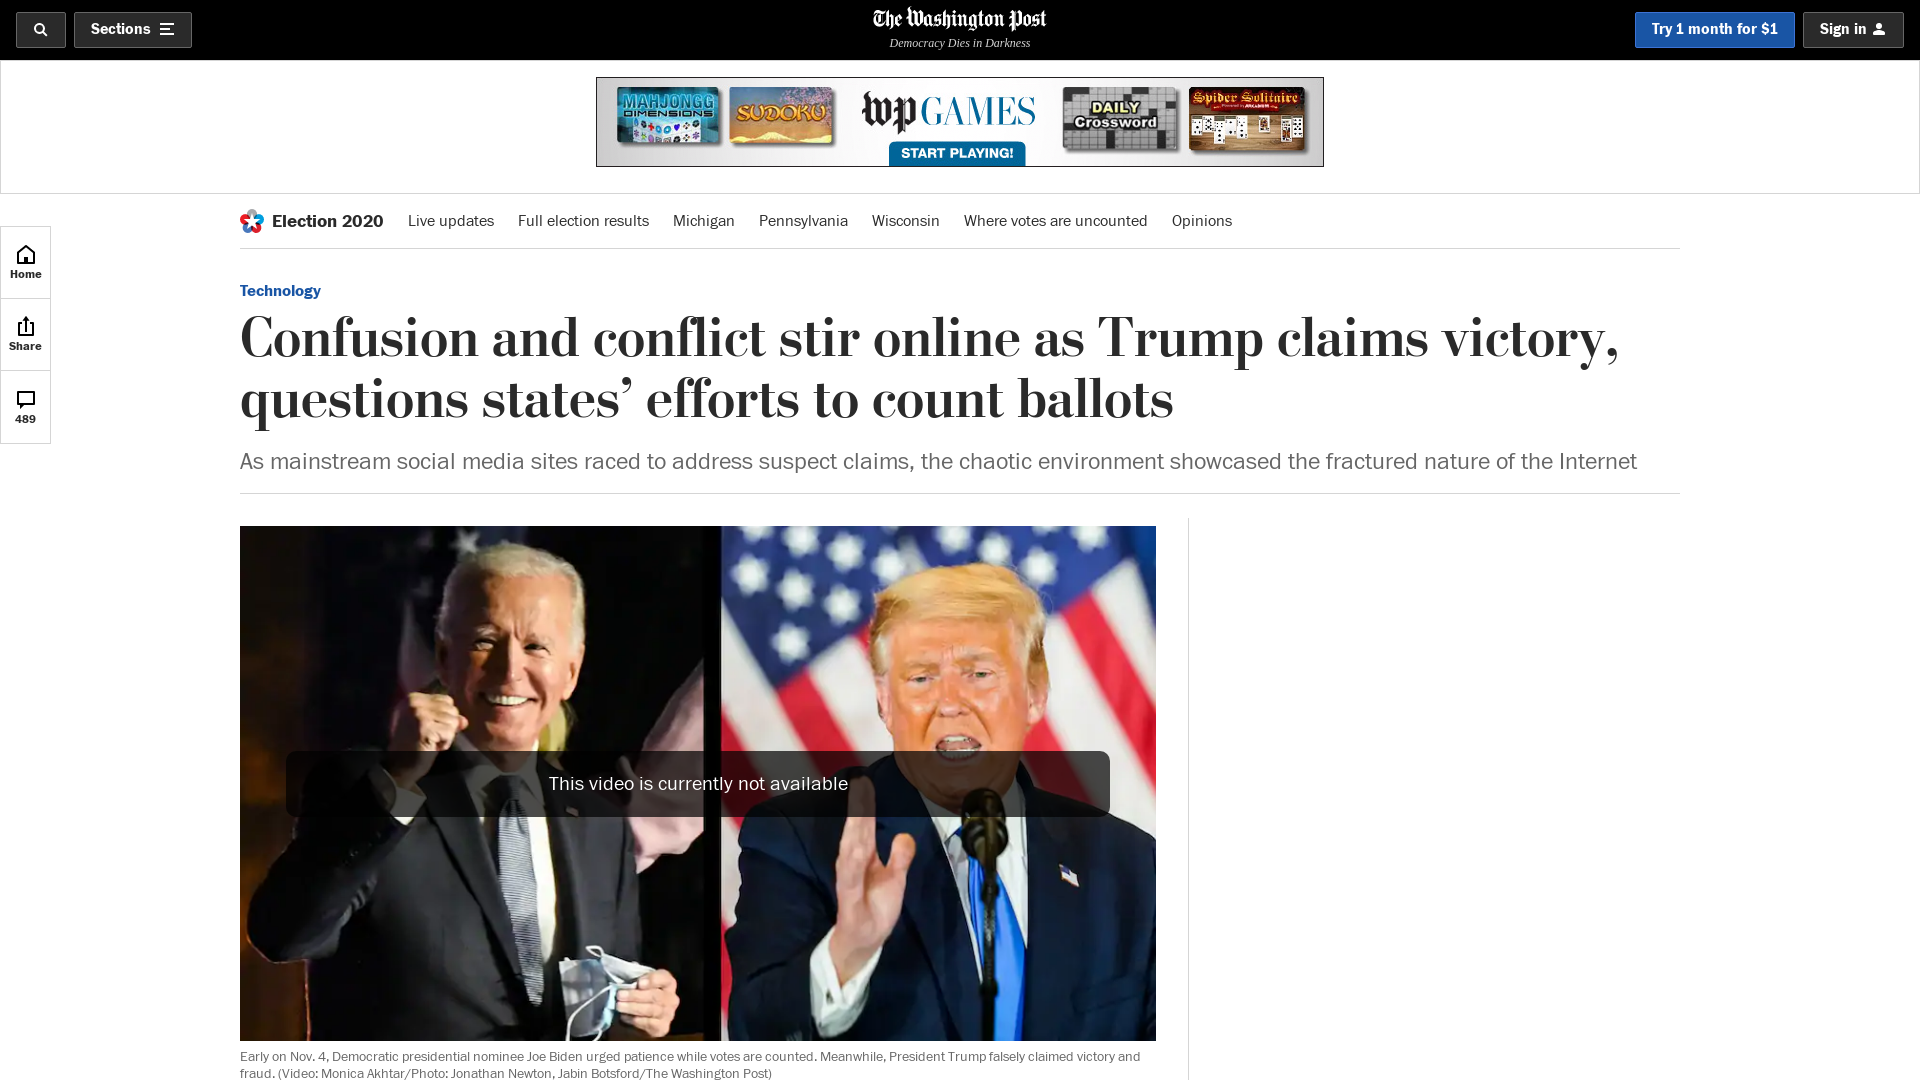 Sections
The Washington Post
Democracy Dies in Darkness
Try 1 month for $1
Sign in
MAHJONGG
DIMENSIONS
SUDOKU
wp GAMES
START PLAYING!
DAILY
Crossword
Spider Solitaire
Election 2020
Live updates
Full election results
Michigan
Pennsylvania
Wisconsin
Where votes are uncounted
Opinions
Home
Share
489
Technology
Confusion and conflict stir online as Trump claims victory,
questions states’ efforts to count ballots
As mainstream social media sites raced to address suspect claims, the chaotic environment showcased the fractured nature of the Internet
This video is currently not available
Early on Nov. 4, Democratic presidential nominee Joe Biden urged patience while votes are counted. Meanwhile, President Trump falsely claimed victory and
fraud. (Video: Monica Akhtar/Photo: Jonathan Newton, Jabin Botsford/The Washington Post)